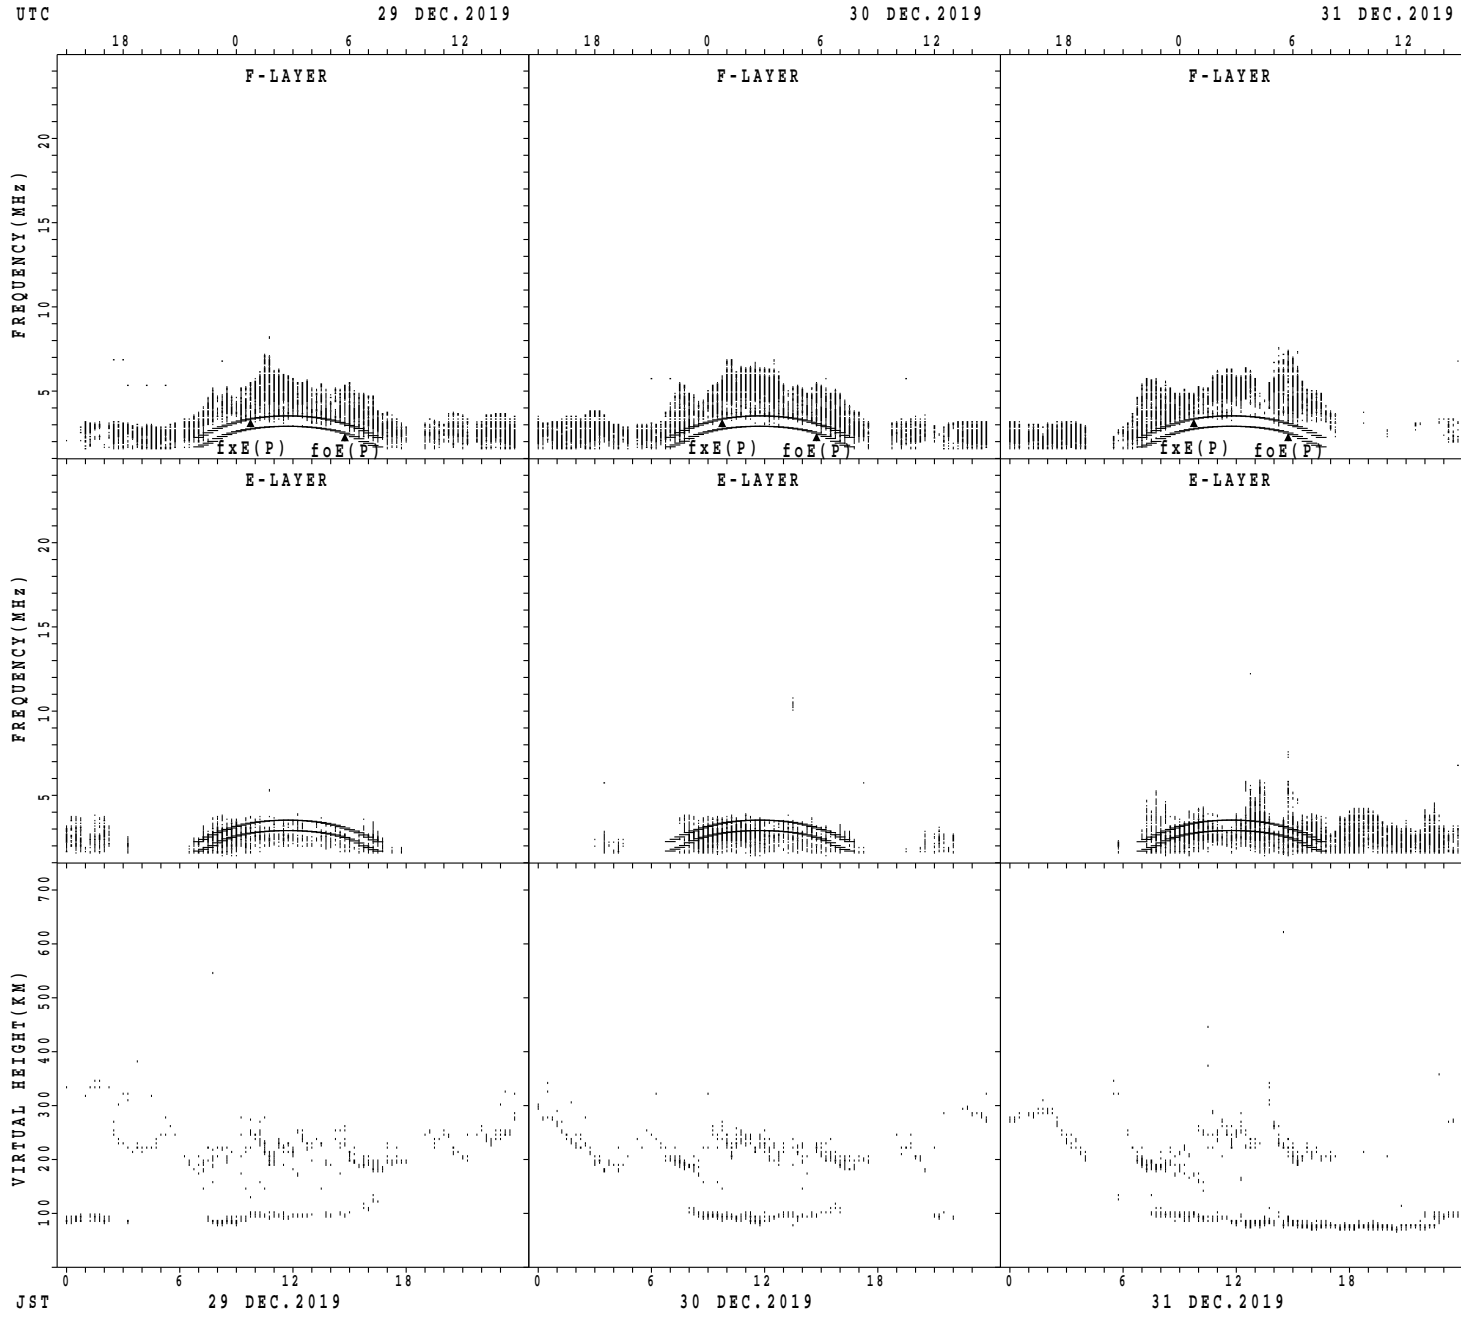 UTC 29 DEC.2019 30 DEC.2019 31 DEC.2019
18 0 6 12 18 0 6 12 18 0 6 12
F-LAYER F-LAYER F-LAYER
FREQUENCY(MHz)
20
15
10
5
fxE(P) foE(P) fxE(P) foE(P) fxE(P) foE(P)
E-LAYER E-LAYER E-LAYER
FREQUENCY(MHz)
20
15
10
5
VIRTUAL HEIGHT(KM)
700
600
500
400
300
200
100
0 6 12 18 0 6 12 18 0 6 12 18
JST 29 DEC.2019 30 DEC.2019 31 DEC.2019